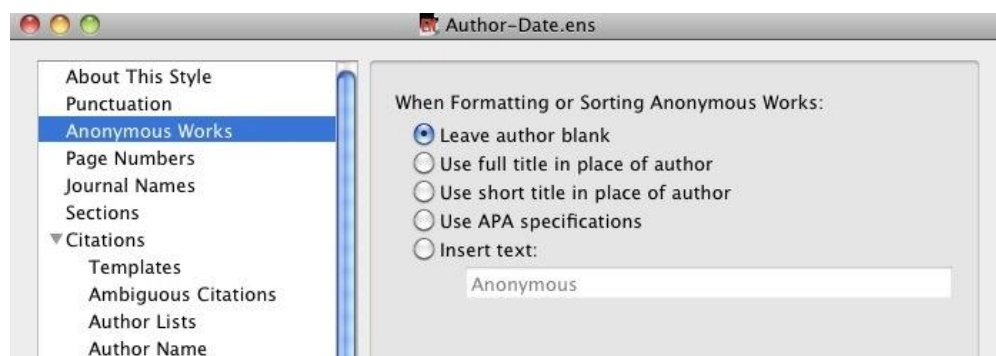 Author-Date.ens
About This Style
Punctuation
Anonymous Works
Page Numbers
Journal Names
Sections
Citations
Templates
Ambiguous Citations
Author Lists
Author Name
When Formatting or Sorting Anonymous Works:
Leave author blank
Use full title in place of author
Use short title in place of author
Use APA specifications
Insert text:
Anonymous